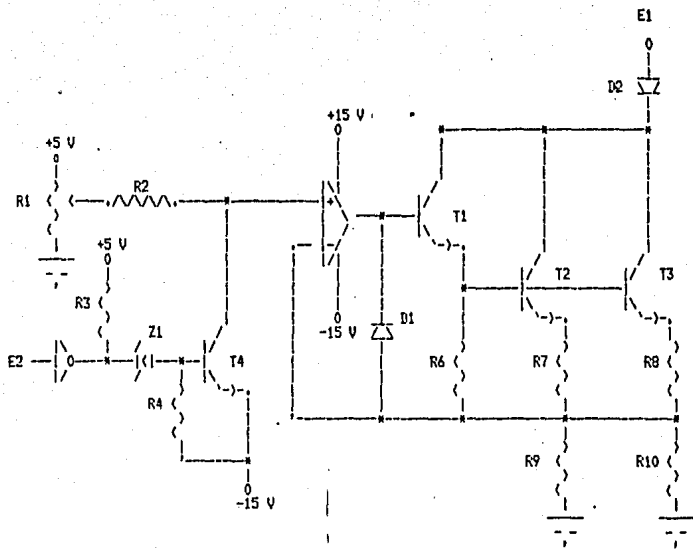 E1
D2
+15 V
+5 V
R2
R1
+
T1
+5 V
R3
T2
T3
-15 V
D1
Z1
E2
T4
R6
R7
R8
R4
R9
R10
-15 V